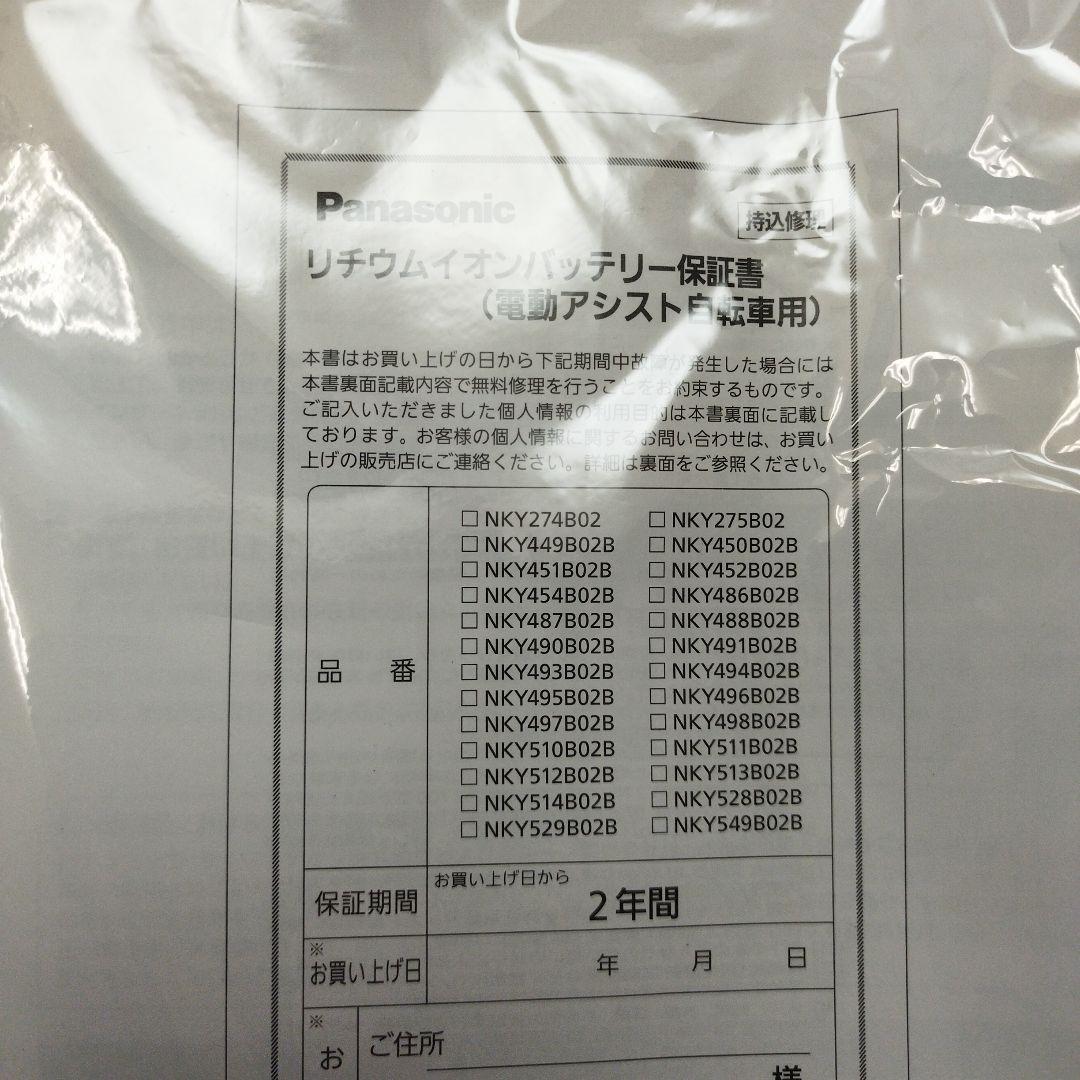 Panasonic
持込修理
リチウムイオンバッテリー保証書
(電動アシスト自転車用)
本書はお買い上げの日から下記期間中故障が発生した場合には
本書裏面記載内容で無料修理を行うことをお約束するものです。
ご記入いただきました個人情報の利用目的は本書裏面に記載し
ております。お客様の個人情報に関するお問い合わせは、お買い
上げの販売店にご連絡ください。詳細は裏面をご参照ください。
品 番
□ NKY274B02 □ NKY275B02
□ NKY449B02B □ NKY450B02B
□ NKY451B02B □ NKY452B02B
□ NKY454B02B □ NKY486B02B
□ NKY487B02B □ NKY488B02B
□ NKY490B02B □ NKY491B02B
□ NKY493B02B □ NKY494B02B
□ NKY495B02B □ NKY496B02B
□ NKY497B02B □ NKY498B02B
□ NKY510B02B □ NKY511B02B
□ NKY512B02B □ NKY513B02B
□ NKY514B02B □ NKY528B02B
□ NKY529B02B □ NKY549B02B
保証期間
お買い上げ日から
2年間
※
お買い上げ日
年 月 日
※
お
ご住所
様